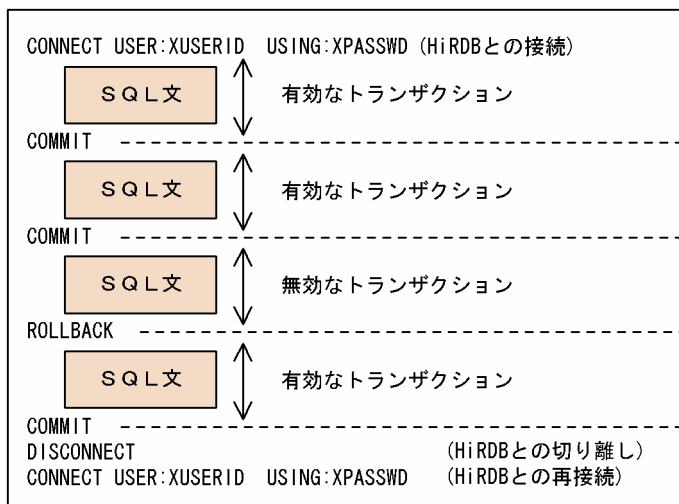 CONNECT USER:XUSERID USING:XPASSWD (HiRDBとの接続)
SQL文 有効なトランザクション
COMMIT
SQL文 有効なトランザクション
COMMIT
SQL文 無効なトランザクション
ROLLBACK
SQL文 有効なトランザクション
COMMIT
DISCONNECT (HiRDBとの切り離し)
CONNECT USER:XUSERID USING:XPASSWD (HiRDBとの再接続)